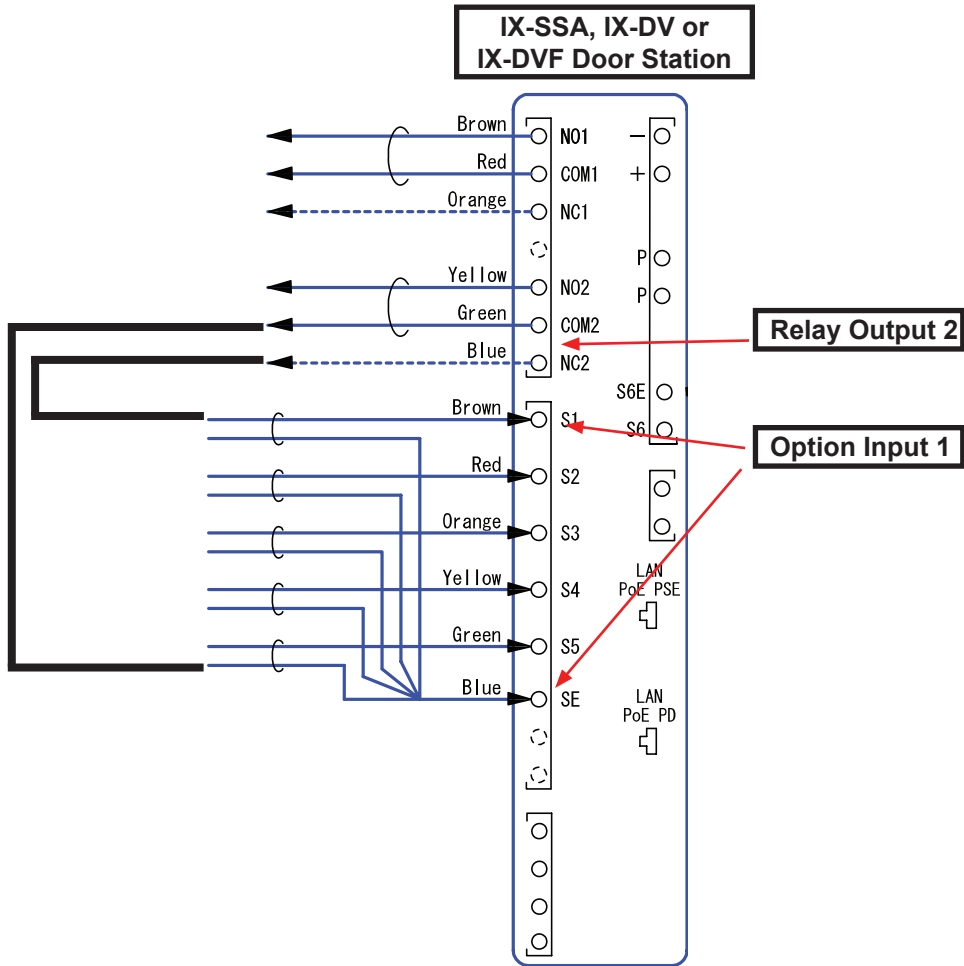 IX-SSA, IX-DV or
IX-DVF Door Station
Brown NO1 −
Red COM1 +
Orange NC1
P
Yellow NO2 P
Green COM2
Relay Output 2
Blue NC2
S6E
Brown S1 S6
Option Input 1
Red S2
Orange S3
LAN
PoE PSE
Yellow S4
Green S5
Blue SE
LAN
PoE PD